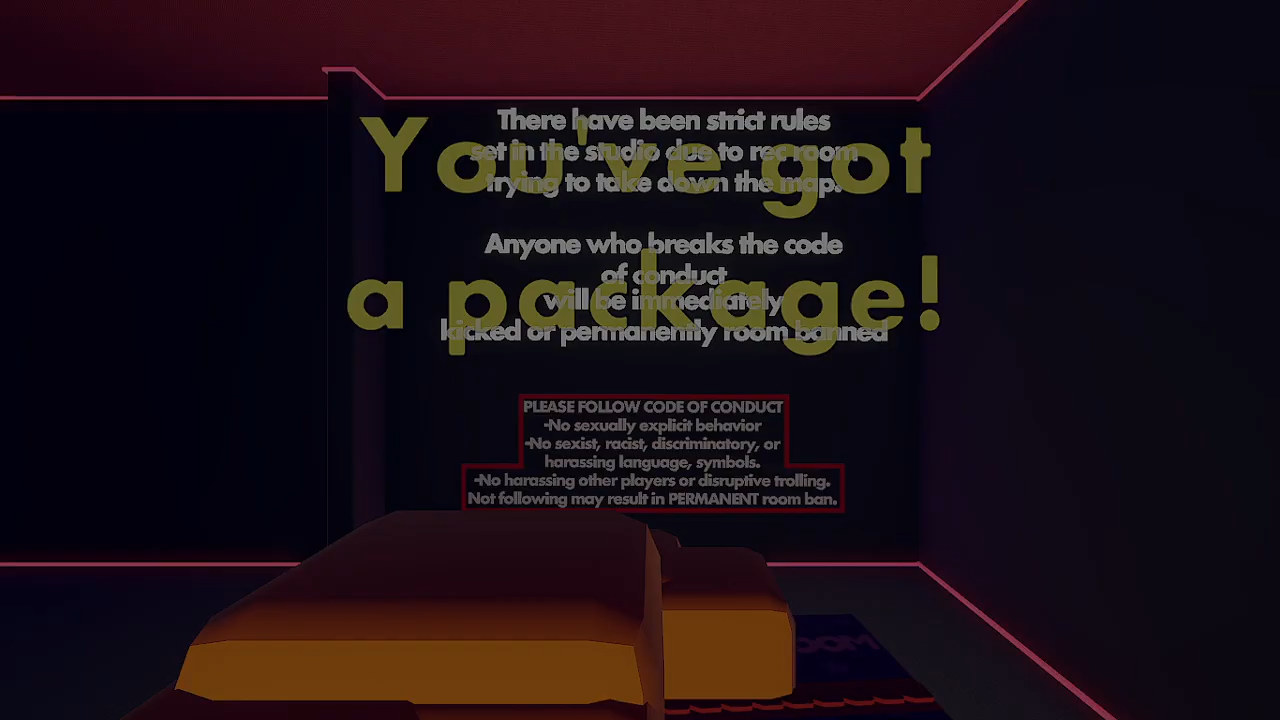 You've got
a package!
There have been strict rules
set in the studio due to rec room
trying to take down the map.
Anyone who breaks the code
of conduct
will be immediately
kicked or permanently room banned
PLEASE FOLLOW CODE OF CONDUCT
-No sexually explicit behavior
-No sexist, racist, discriminatory, or
harassing language, symbols.
-No harassing other players or disruptive trolling.
Not following may result in PERMANENT room ban.